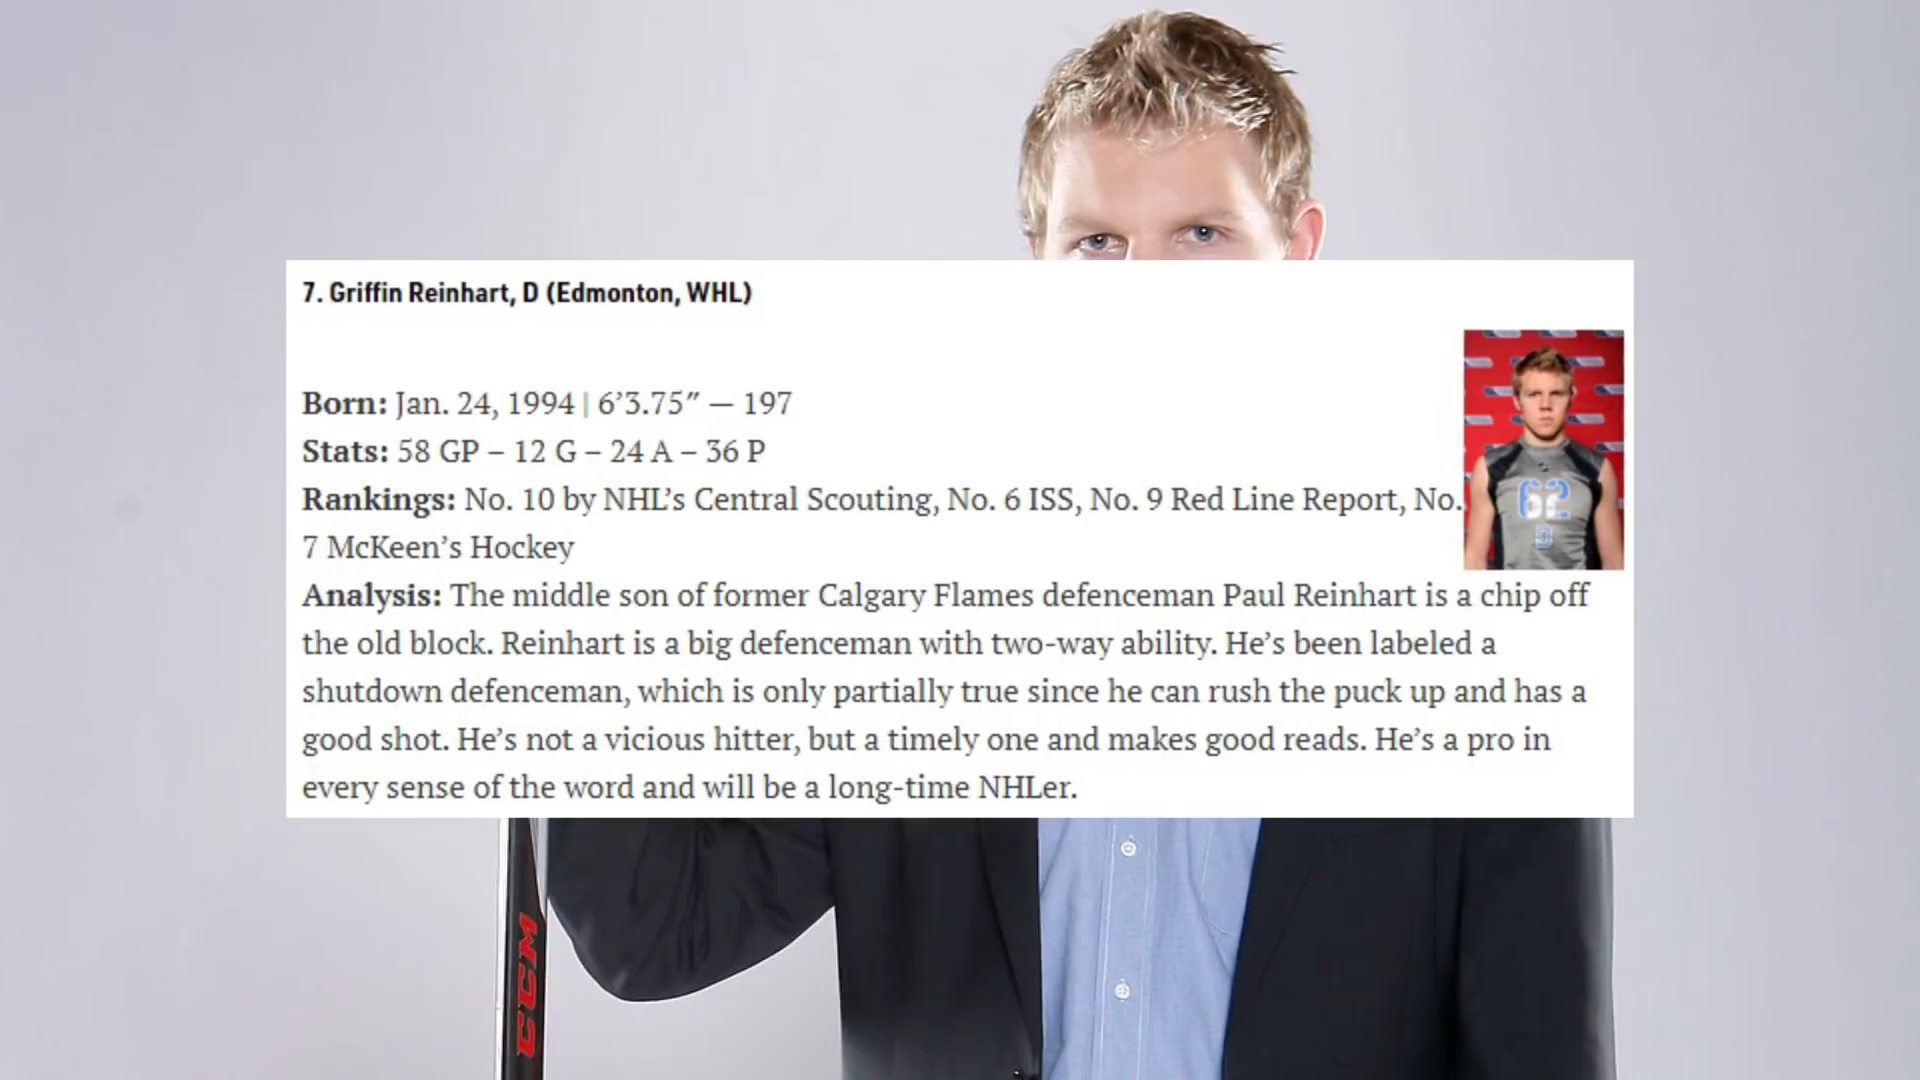 7. Griffin Reinhart, D (Edmonton, WHL)
Born: Jan. 24, 1994 | 6’3.75″ — 197
Stats: 58 GP – 12 G – 24 A – 36 P
Rankings: No. 10 by NHL’s Central Scouting, No. 6 ISS, No. 9 Red Line Report, No.
7 McKeen’s Hockey
62
D
Analysis: The middle son of former Calgary Flames defenceman Paul Reinhart is a chip off
the old block. Reinhart is a big defenceman with two-way ability. He’s been labeled a
shutdown defenceman, which is only partially true since he can rush the puck up and has a
good shot. He’s not a vicious hitter, but a timely one and makes good reads. He’s a pro in
every sense of the word and will be a long-time NHLer.
CCM